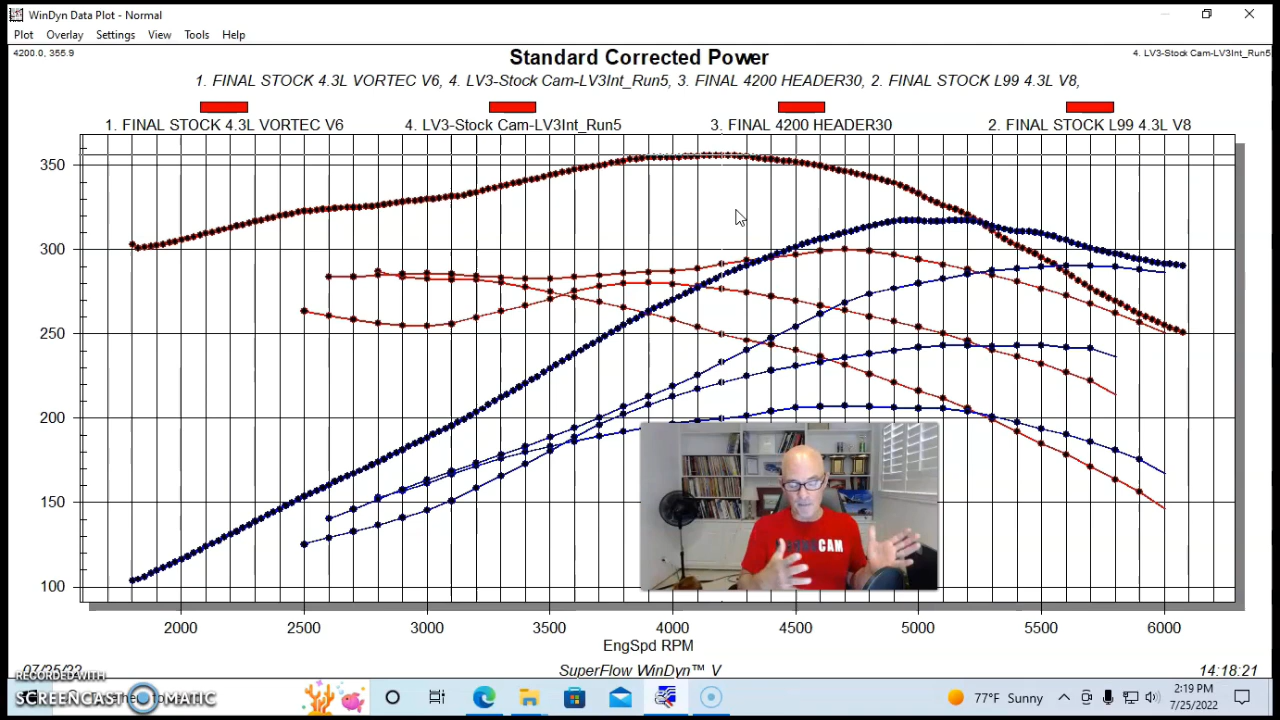 WinDyn Data Plot - Normal
Plot Overlay Settings View Tools Help
4200.0, 355.9
4. LV3-Stock Cam-LV3Int_Run5
Standard Corrected Power
1. FINAL STOCK 4.3L VORTEC V6, 4. LV3-Stock Cam-LV3Int_Run5, 3. FINAL 4200 HEADER30, 2. FINAL STOCK L99 4.3L V8,
1. FINAL STOCK 4.3L VORTEC V6
4. LV3-Stock Cam-LV3Int_Run5
3. FINAL 4200 HEADER30
2. FINAL STOCK L99 4.3L V8
350
300
250
200
150
100
2000 2500 3000 3500 4000 4500 5000 5500 6000
EngSpd RPM
CAM
07/25/22
SuperFlow WinDyn™ V
14:18:21
RECORDED WITH
SCREENCAST MATIC
77°F Sunny
2:19 PM
7/25/2022